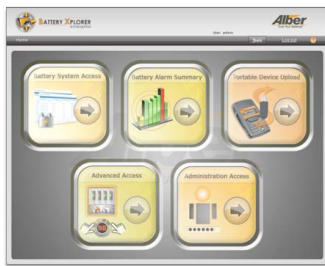 BATTERY XPLORER
enterprise
Alber
User: admin
Home
Log out
Battery System Access
Battery Alarm Summary
Portable Device Upload
Advanced Access
Administration Access